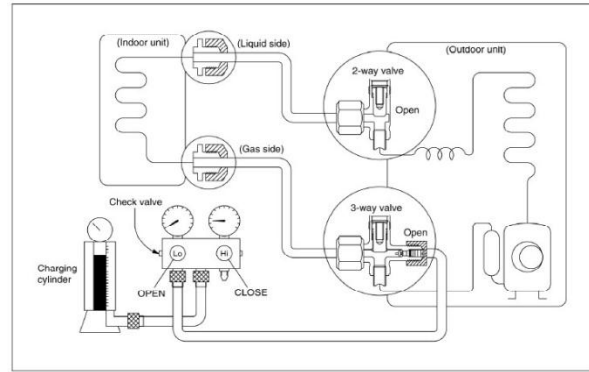 (Indoor unit)
(Liquid side)
(Outdoor unit)
2-way valve
Open
(Gas side)
3-way valve
Check valve
Open
Lo
Hi
Charging
cylinder
OPEN
CLOSE